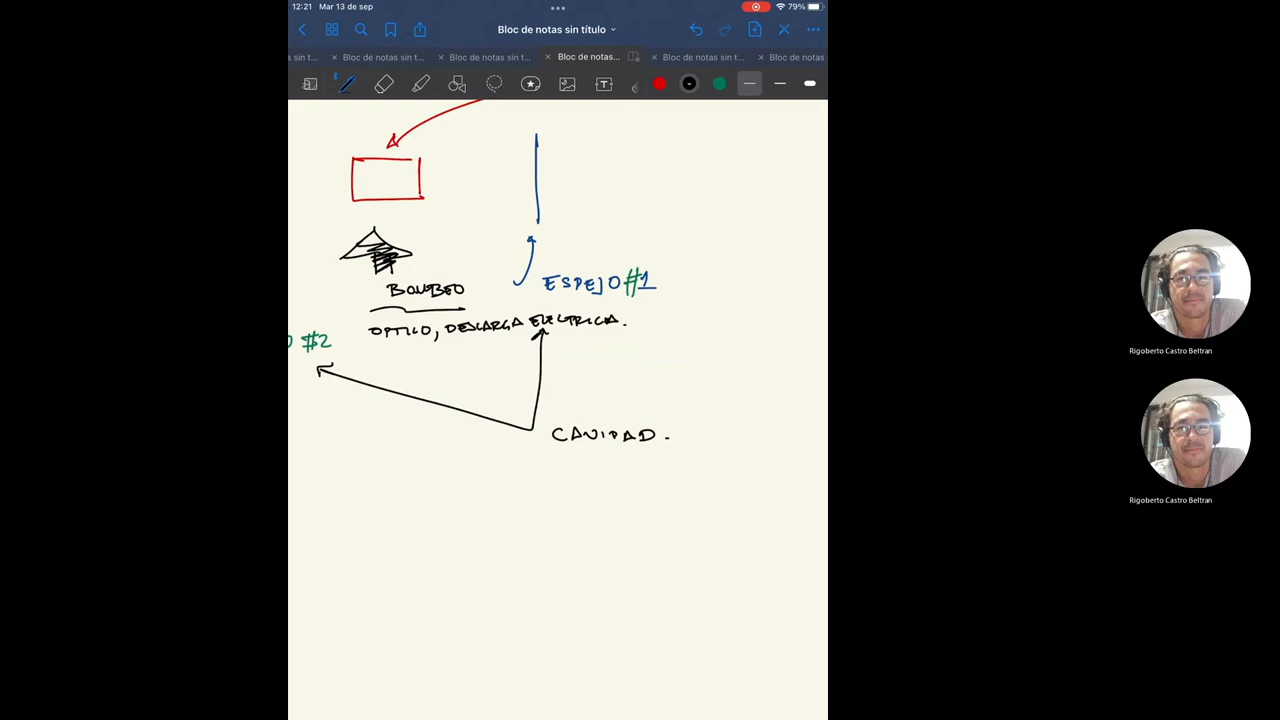 12:21 Mar 13 de sep 79%
Bloc de notas sin título
s sin t... Bloc de notas sin t... Bloc de notas sin t... Bloc de notas... Bloc de notas sin t... Bloc de notas
ESPEJO #1
BOMBEO
OPTICO, DESCARGA ELECTRICA.
O #2
CAVIDAD.
Rigoberto Castro Beltran
Rigoberto Castro Beltran